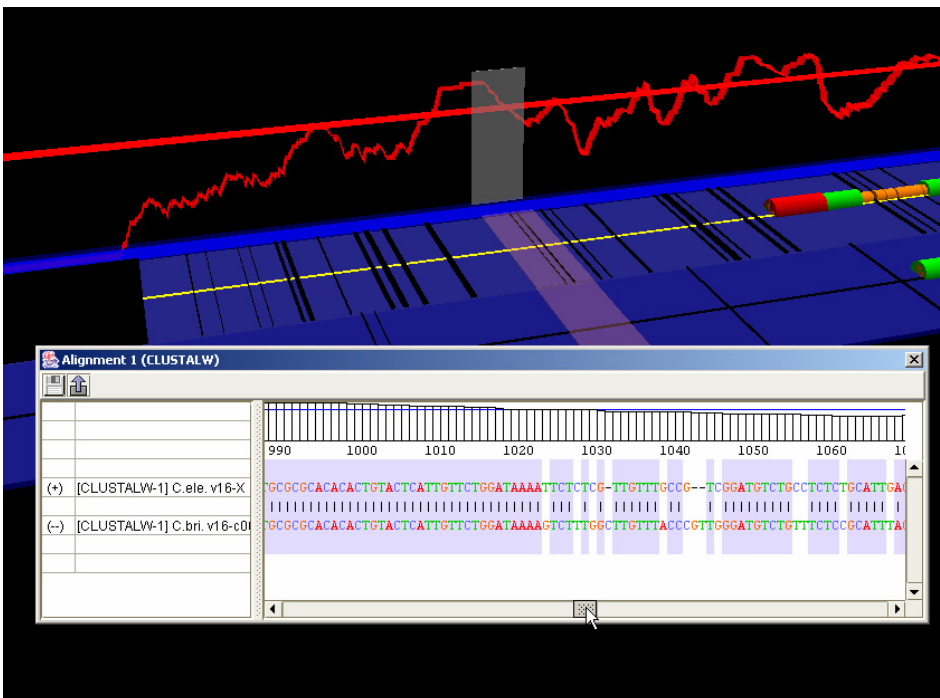 Alignment 1 (CLUSTALW)
990 1000 1010 1020 1030 1040 1050 1060
(+) [CLUSTALW-1] C.ele. v16-X GCGCGCACACACTGTACTCATTGTTCTGGATAAAATTCTCTCG-TTGTTTGCCG--TCGGATGTCTGCCTCTCTGCATTGA
(--) [CLUSTALW-1] C.bri. v16-c0 GCGCGCACACACTGTACTCATTGTTCTGGATAAAAGTCTTTGGCTTGTTTACCCGTTGGGATGTCTGTTTCTCCGCATTTA